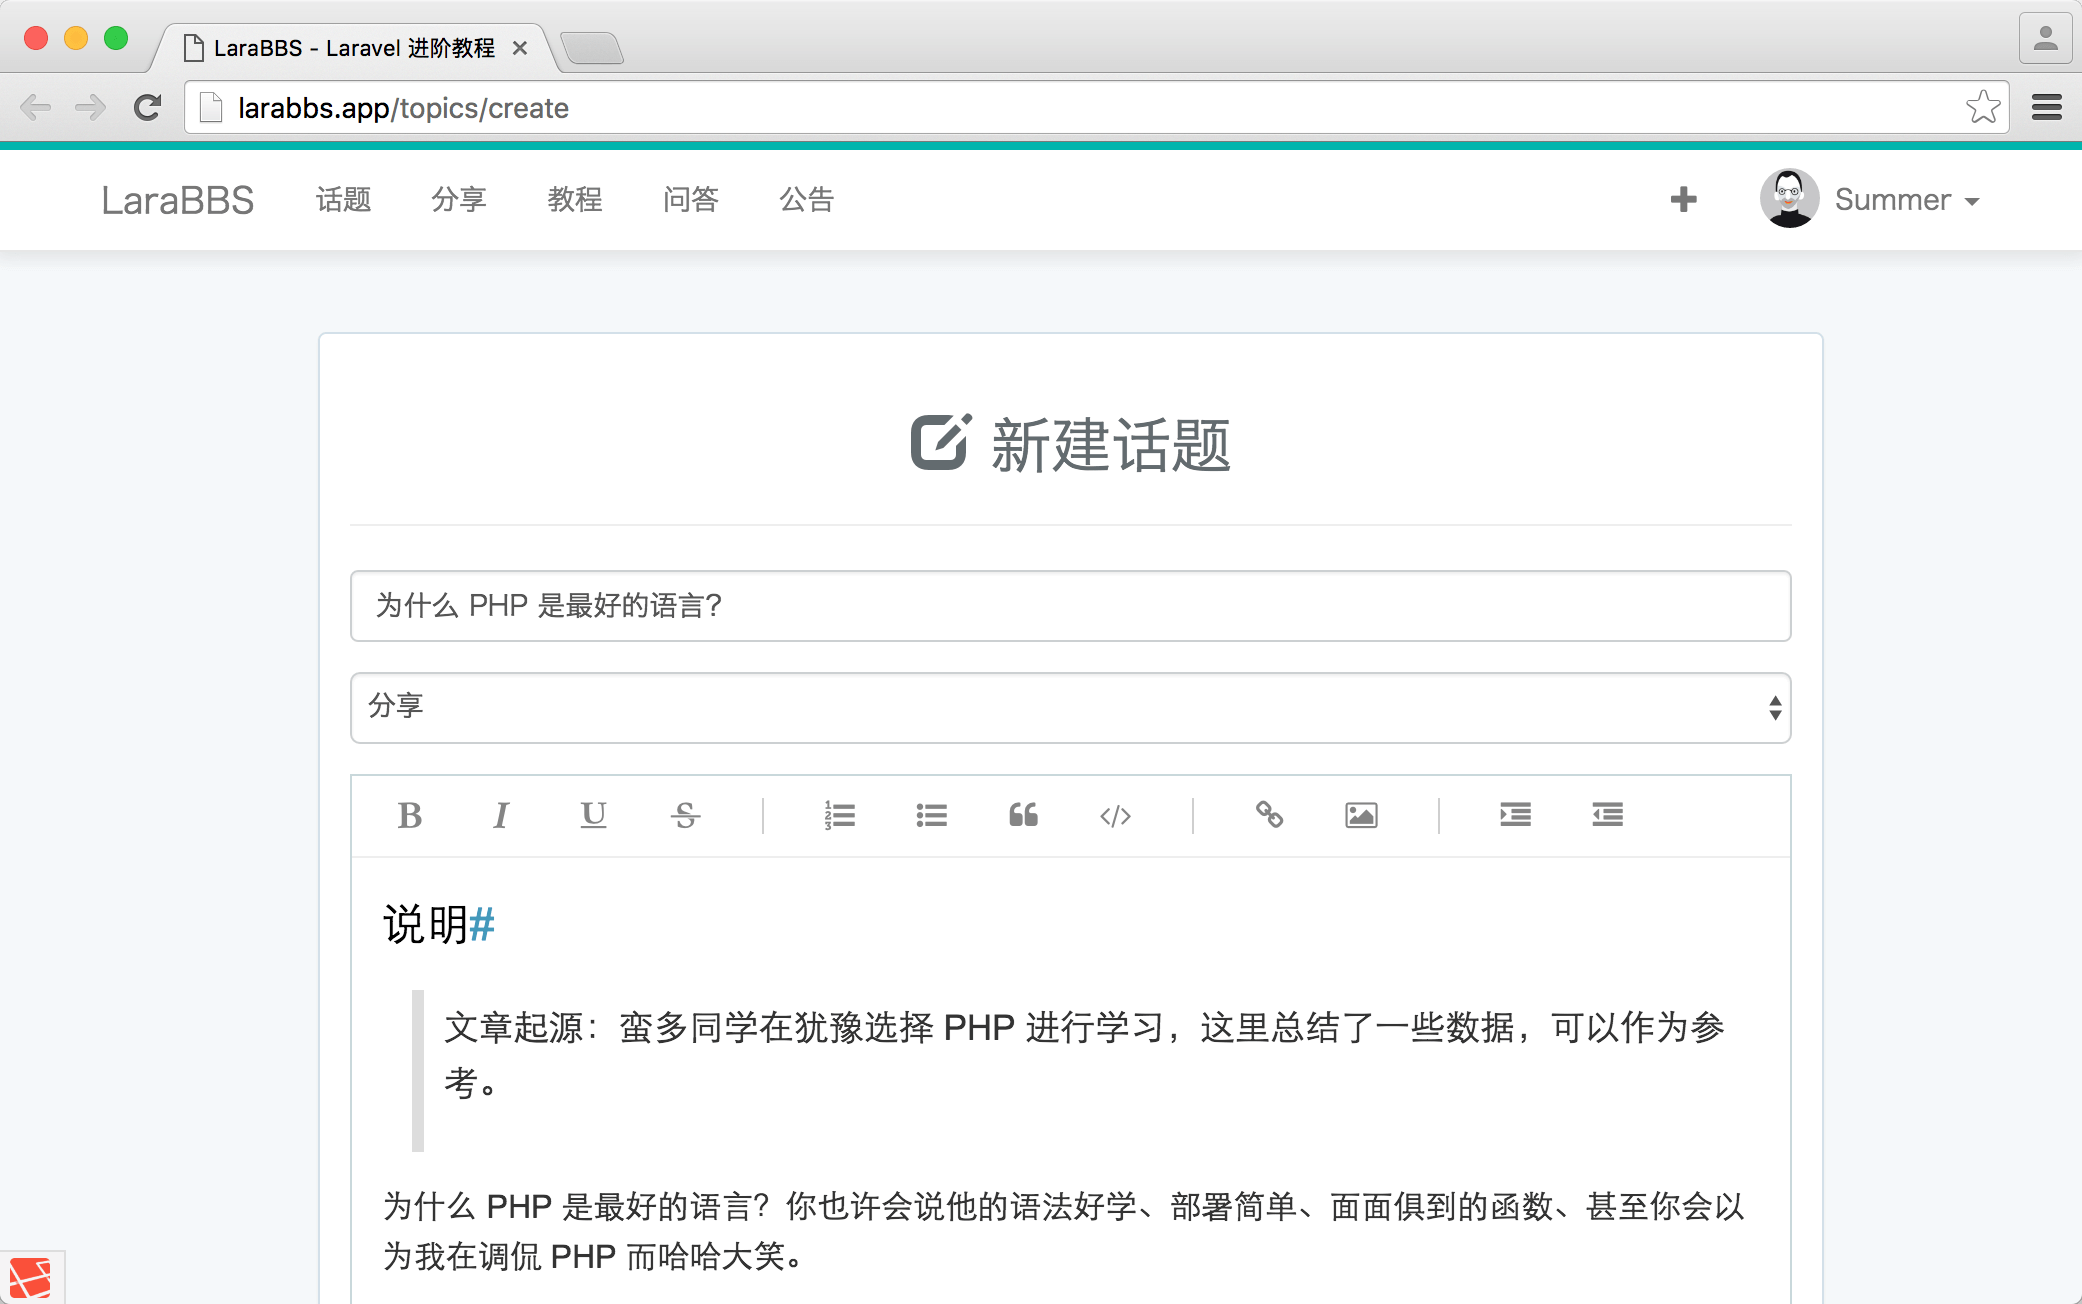 LaraBBS - Laravel 进阶教程
larabbs.app/topics/create
LaraBBS 话题 分享 教程 问答 公告 Summer
新建话题
为什么 PHP 是最好的语言?
分享
说明#
文章起源：蛮多同学在犹豫选择 PHP 进行学习，这里总结了一些数据，可以作为参
考。
为什么 PHP 是最好的语言？你也许会说他的语法好学、部署简单、面面俱到的函数、甚至你会以
为我在调侃 PHP 而哈哈大笑。